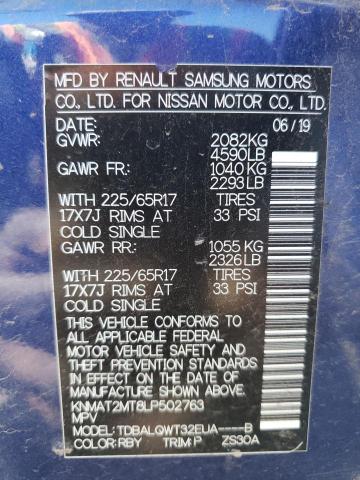 MFD BY RENAULT SAMSUNG MOTORS
CO., LTD. FOR NISSAN MOTOR CO., LTD.
DATE: 06/19
GVWR: 2082KG
4590LB
GAWR FR: 1040 KG
2293 LB
WITH 225/65R17 TIRES
17X7J RIMS AT 33 PSI
COLD SINGLE
GAWR RR: 1055 KG
2326 LB
WITH 225/65R17 TIRES
17X7J RIMS AT 33 PSI
COLD SINGLE
THIS VEHICLE CONFORMS TO
ALL APPLICABLE FEDERAL
MOTOR VEHICLE SAFETY AND
THEFT PREVENTION STANDARDS
IN EFFECT ON THE DATE OF
MANUFACTURE SHOWN ABOVE.
KNMAT2MT8LP502763
MPV
MODEL: TDBALQWT32EUA----B
COLOR: RBY TRIM: P ZS30A